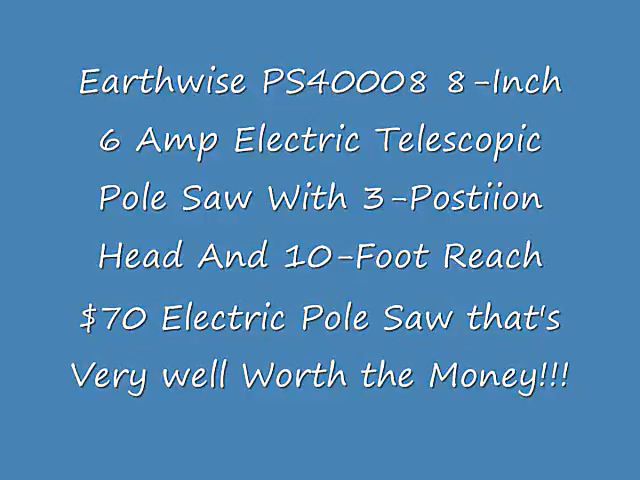 Earthwise PS40008 8-Inch
6 Amp Electric Telescopic
Pole Saw With 3-Postiion
Head And 10-Foot Reach
$70 Electric Pole Saw that's
Very well Worth the Money!!!